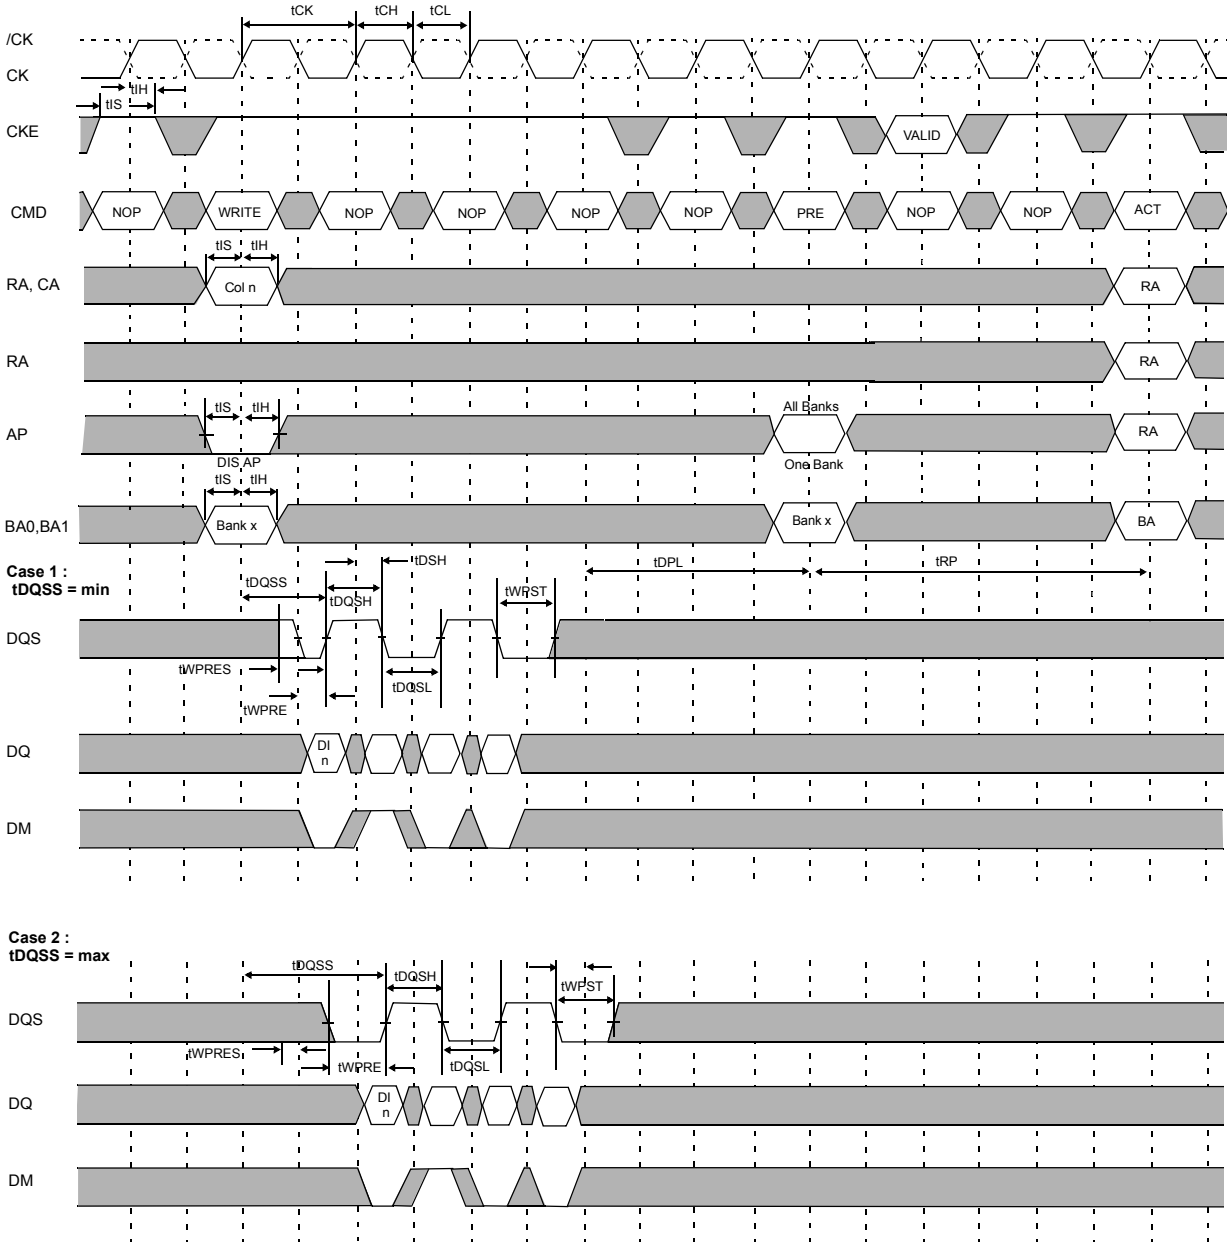 tCK tCH tCL
/CK
CK
tIH
tIS
CKE VALID
CMD NOP WRITE NOP NOP NOP NOP PRE NOP NOP ACT
tIS tIH
RA, CA Col n RA
RA RA
tIS tIH All Banks
AP RA
DIS AP One Bank
tIS tIH
BA0,BA1 Bank x Bank x BA
Case 1 :
tDQSS = min
tDQSS tDSH tDPL tRP
tDQSH tWPST
DQS
tWPRES tDQSL
tWPRE
DQ DI
n
DM
Case 2 :
tDQSS = max
tDQSS tDQSH tWPST
DQS
tWPRES tWPRE tDQSL
DQ DI
n
DM